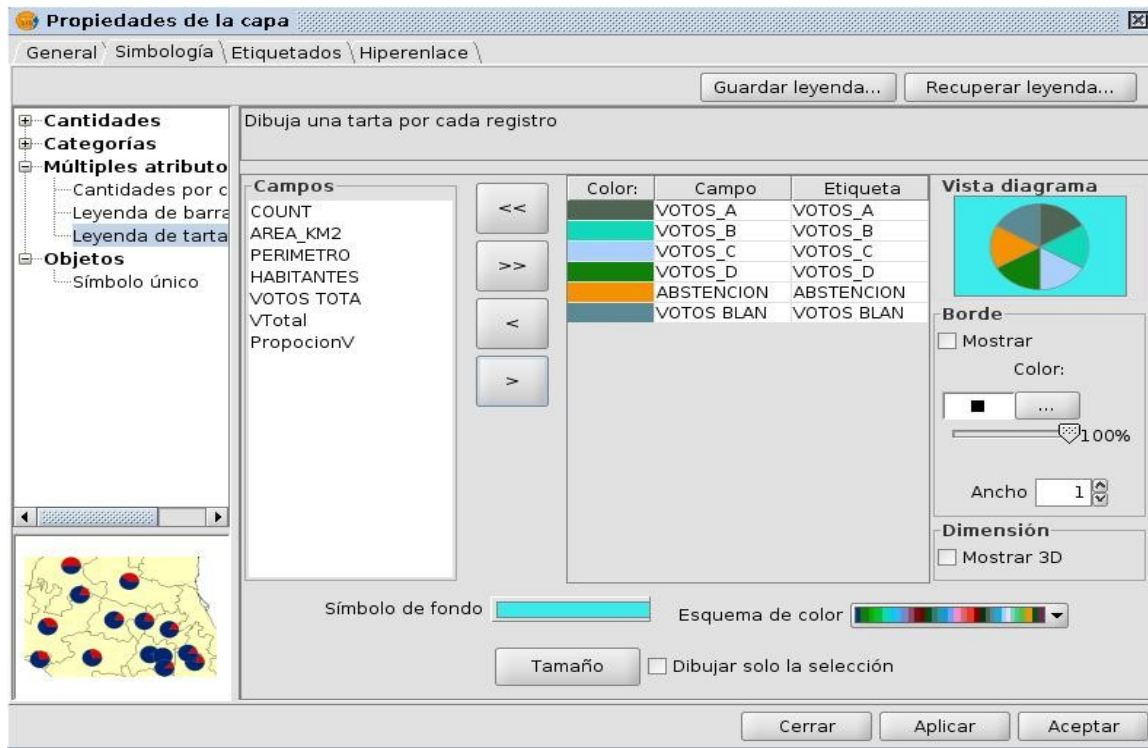 Propiedades de la capa
General
Simbología
Etiquetados
Hiperenlace
Guardar leyenda...
Recuperar leyenda...
Cantidades
Categorías
Múltiples atributo
Cantidades por c
Leyenda de barra
Leyenda de tarta
Objetos
Símbolo único
Dibuja una tarta por cada registro
Campos
COUNT
AREA_KM2
PERIMETRO
HABITANTES
VOTOS TOTA
VTotal
PropocionV
<<
>>
<
>
Color: Campo Etiqueta
VOTOS_A VOTOS_A
VOTOS_B VOTOS_B
VOTOS_C VOTOS_C
VOTOS_D VOTOS_D
ABSTENCION ABSTENCION
VOTOS BLAN VOTOS BLAN
Vista diagrama
Borde
Mostrar
Color:
...
100%
Ancho 1
Dimensión
Mostrar 3D
Símbolo de fondo
Esquema de color
Tamaño
Dibujar solo la selección
Cerrar
Aplicar
Aceptar